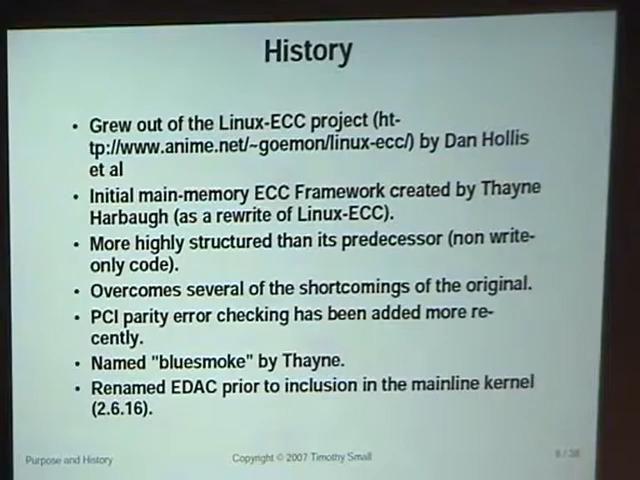 History
• Grew out of the Linux-ECC project (ht-
tp://www.anime.net/~goemon/linux-ecc/) by Dan Hollis
et al
• Initial main-memory ECC Framework created by Thayne
Harbaugh (as a rewrite of Linux-ECC).
• More highly structured than its predecessor (non write-
only code).
• Overcomes several of the shortcomings of the original.
• PCI parity error checking has been added more re-
cently.
• Named "bluesmoke" by Thayne.
• Renamed EDAC prior to inclusion in the mainline kernel
(2.6.16).
Purpose and History
Copyright © 2007 Timothy Small